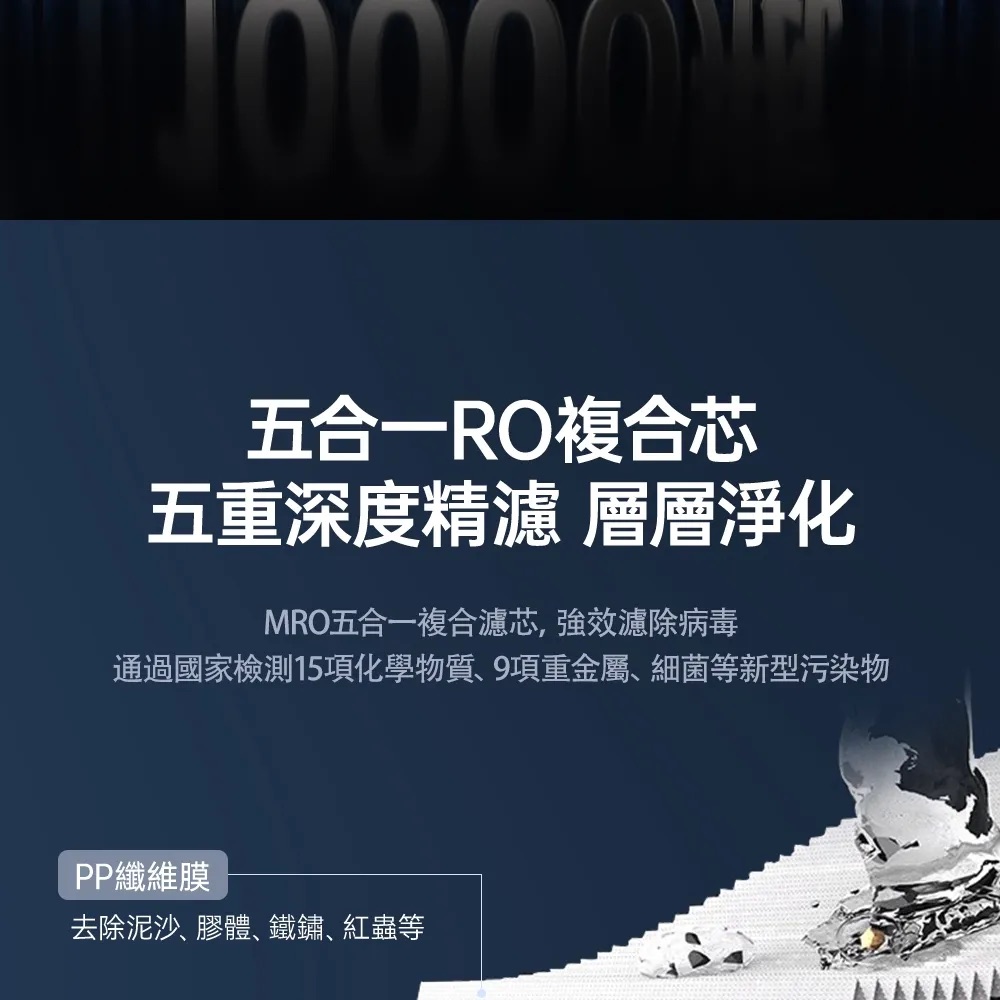 五合一RO複合芯
五重深度精濾 層層淨化
MRO五合一複合濾芯, 強效濾除病毒
通過國家檢測15項化學物質、9項重金屬、細菌等新型污染物
PP纖維膜
去除泥沙、膠體、鐵鏽、紅蟲等